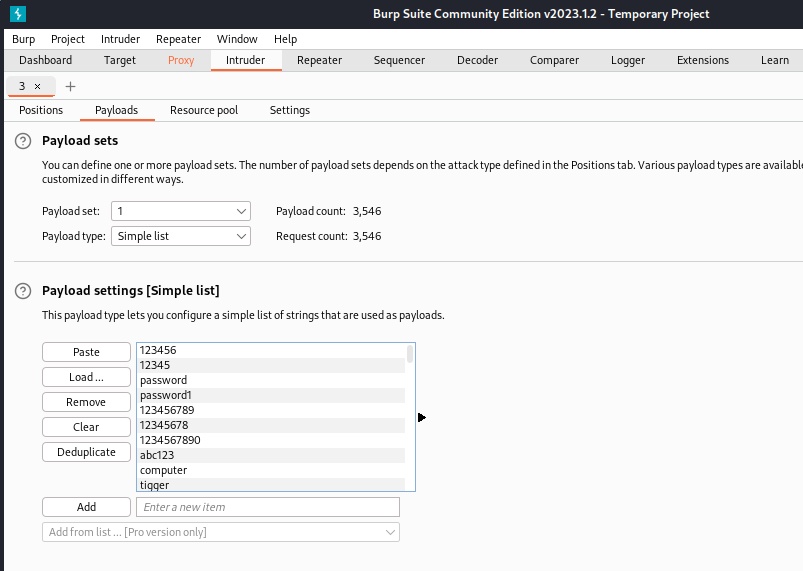 Burp Suite Community Edition v2023.1.2 - Temporary Project
Burp Project Intruder Repeater Window Help
Dashboard Target Proxy Intruder Repeater Sequencer Decoder Comparer Logger Extensions Learn
3 × +
Positions Payloads Resource pool Settings
? Payload sets
You can define one or more payload sets. The number of payload sets depends on the attack type defined in the Positions tab. Various payload types are available
customized in different ways.
Payload set: 1 Payload count: 3,546
Payload type: Simple list Request count: 3,546
? Payload settings [Simple list]
This payload type lets you configure a simple list of strings that are used as payloads.
Paste
Load ...
Remove
Clear
Deduplicate
123456
12345
password
password1
123456789
12345678
1234567890
abc123
computer
tigger
Add Enter a new item
Add from list ... [Pro version only]